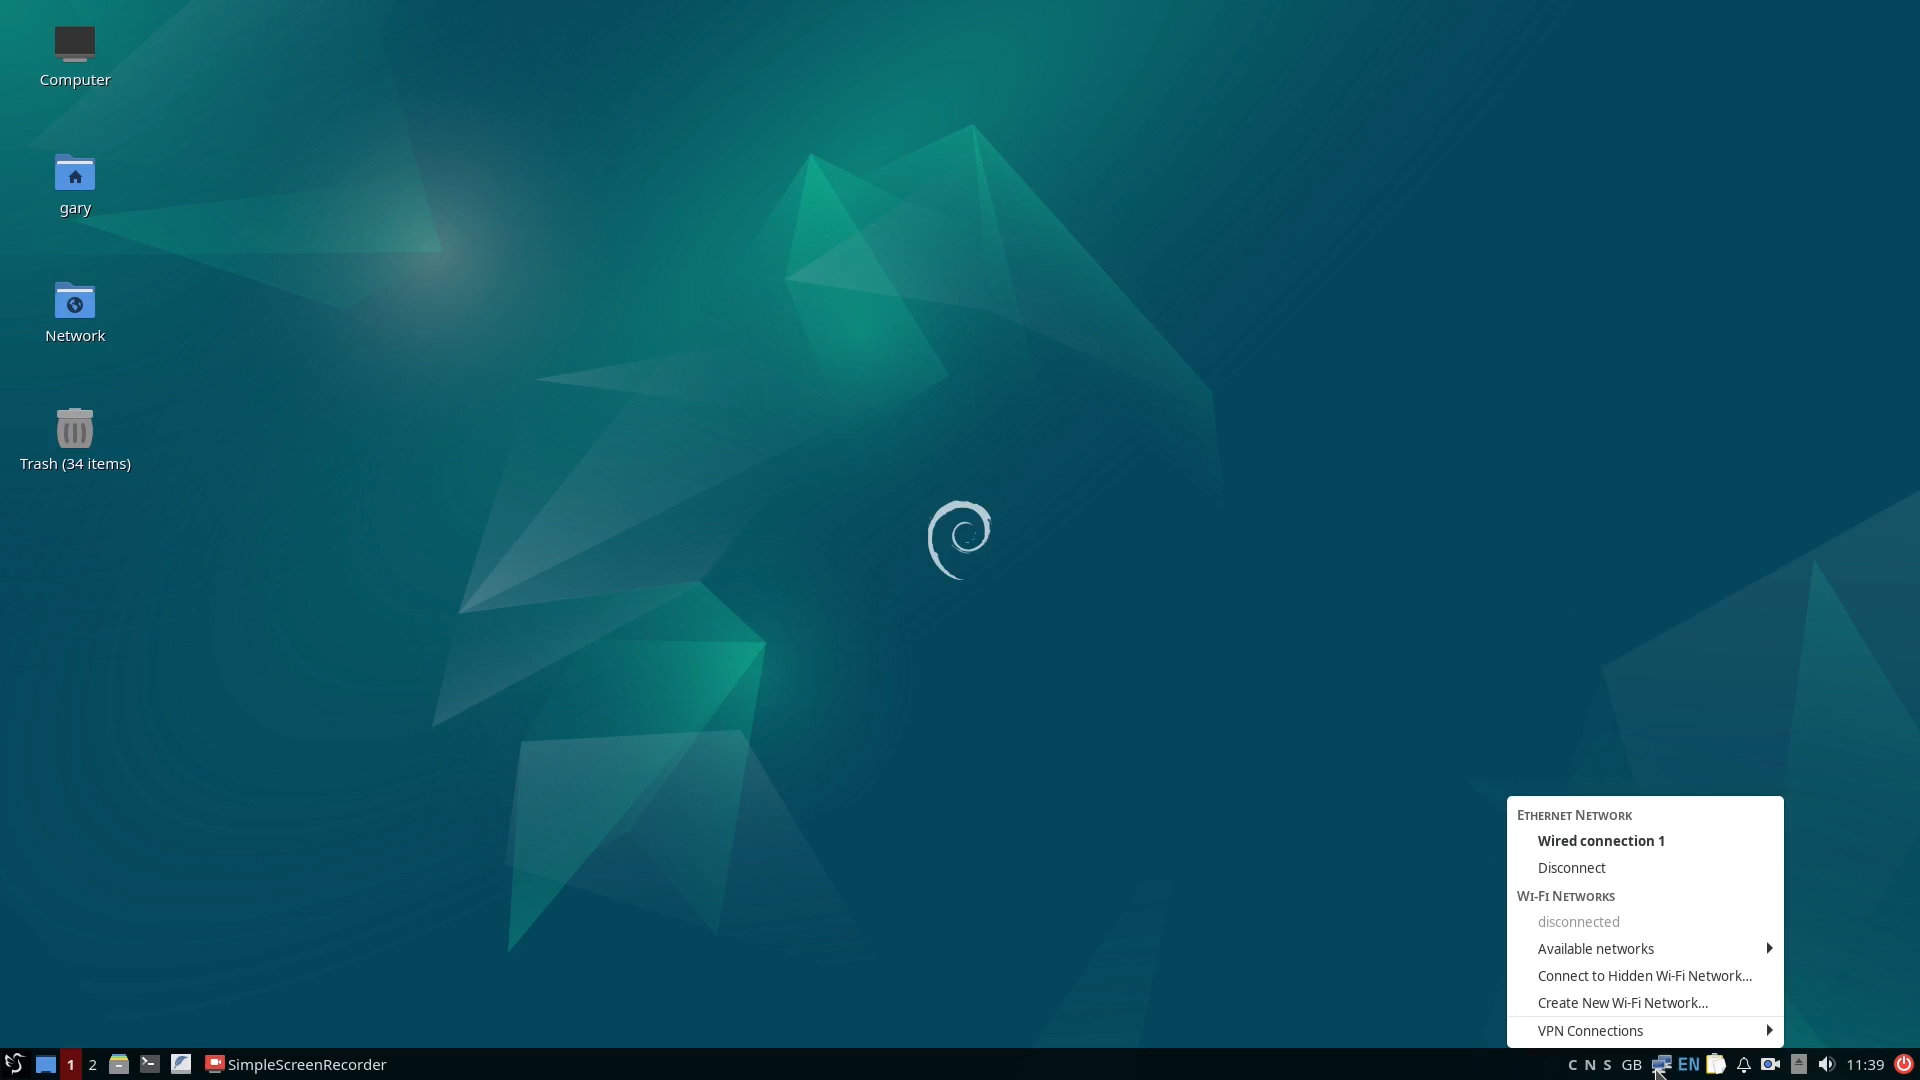 Computer
gary
Network
Trash (34 items)
Ethernet Network
Wired connection 1
Disconnect
Wi-Fi Networks
disconnected
Available networks
Connect to Hidden Wi-Fi Network...
Create New Wi-Fi Network...
VPN Connections
1 2 SimpleScreenRecorder C N S GB EN 11:39